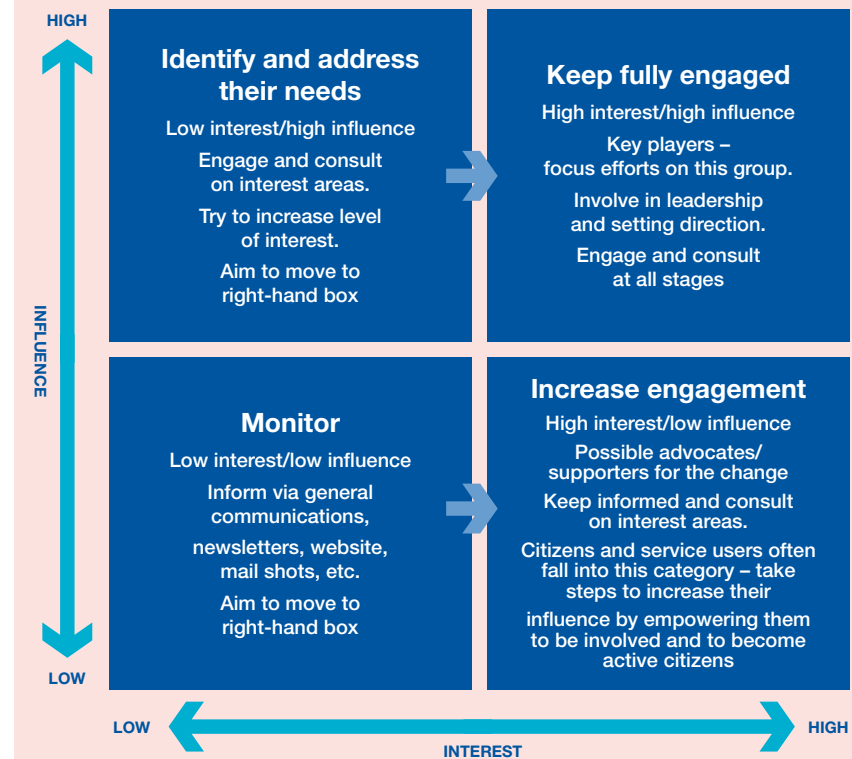 HIGH
Identify and address
their needs
Low interest/high influence
Engage and consult
on interest areas.
Try to increase level
of interest.
Aim to move to
right-hand box
Keep fully engaged
High interest/high influence
Key players –
focus efforts on this group.
Involve in leadership
and setting direction.
Engage and consult
at all stages
INFLUENCE
Monitor
Low interest/low influence
Inform via general
communications,
newsletters, website,
mail shots, etc.
Aim to move to
right-hand box
Increase engagement
High interest/low influence
Possible advocates/
supporters for the change
Keep informed and consult
on interest areas.
Citizens and service users often
fall into this category – take
steps to increase their
influence by empowering them
to be involved and to become
active citizens
LOW
LOW
HIGH
INTEREST